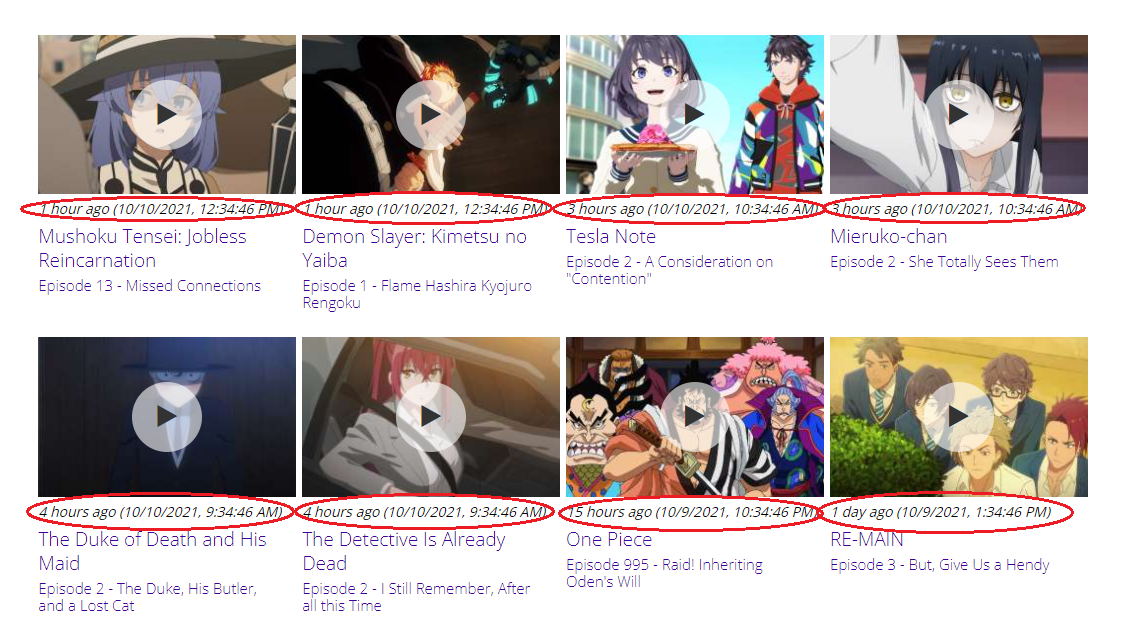 1 hour ago (10/10/2021, 12:34:46 PM)
Mushoku Tensei: Jobless
Reincarnation
Episode 13 - Missed Connections
1 hour ago (10/10/2021, 12:34:46 PM)
Demon Slayer: Kimetsu no
Yaiba
Episode 1 - Flame Hashira Kyojuro
Rengoku
3 hours ago (10/10/2021, 10:34:46 AM)
Tesla Note
Episode 2 - A Consideration on
"Contention"
3 hours ago (10/10/2021, 10:34:46 AM)
Mieruko-chan
Episode 2 - She Totally Sees Them
4 hours ago (10/10/2021, 9:34:46 AM)
The Duke of Death and His
Maid
Episode 2 - The Duke, His Butler,
and a Lost Cat
4 hours ago (10/10/2021, 9:34:46 AM)
The Detective Is Already
Dead
Episode 2 - I Still Remember, After
all this Time
15 hours ago (10/9/2021, 10:34:46 PM)
One Piece
Episode 995 - Raid! Inheriting
Oden's Will
1 day ago (10/9/2021, 1:34:46 PM)
RE-MAIN
Episode 3 - But, Give Us a Hendy